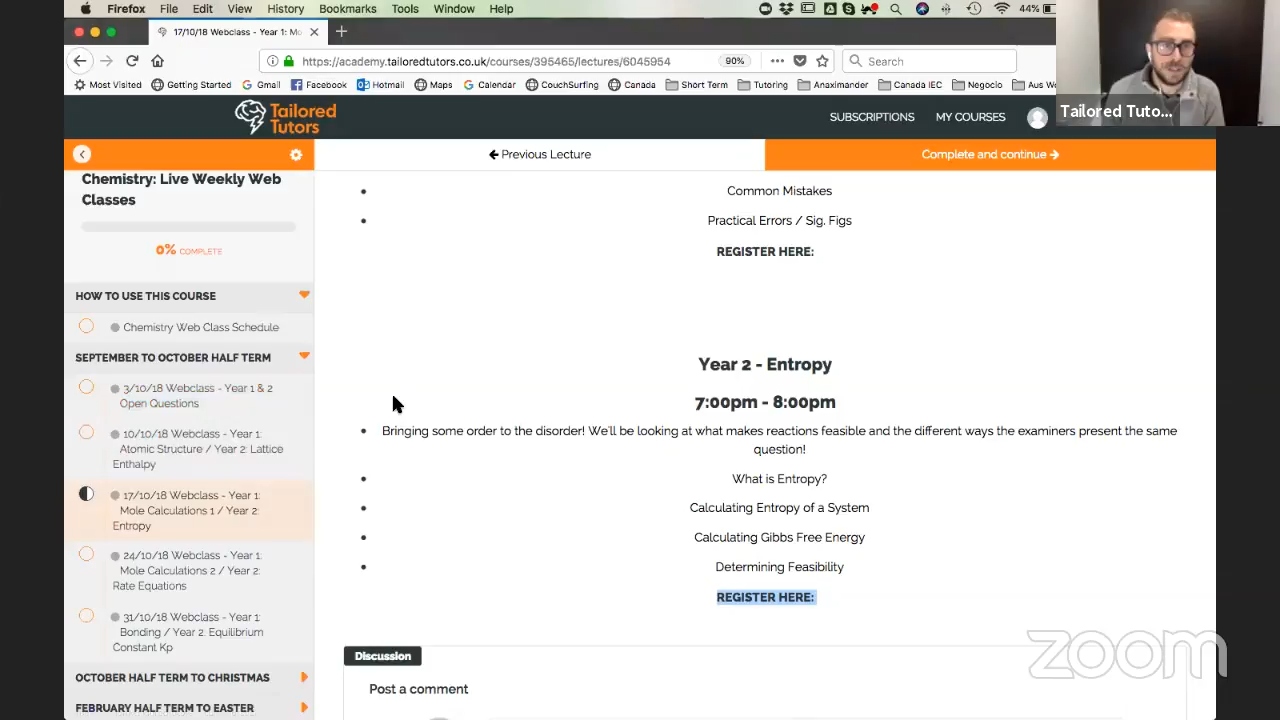 Firefox File Edit View History Bookmarks Tools Window Help 44%
17/10/18 Webclass - Year 1: Mo
https://academy.tailoredtutors.co.uk/courses/395465/lectures/6045954 90% Search
Most Visited Getting Started Gmail Facebook Hotmail Maps Calendar CouchSurfing Canada Short Term Tutoring Anaximander Canada IEC Negocio Aus W
Tailored Tuto...
Tailored
Tutors
SUBSCRIPTIONS MY COURSES
Previous Lecture
Complete and continue
Chemistry: Live Weekly Web
Classes
0% COMPLETE
HOW TO USE THIS COURSE
Chemistry Web Class Schedule
SEPTEMBER TO OCTOBER HALF TERM
3/10/18 Webclass - Year 1 & 2
Open Questions
10/10/18 Webclass - Year 1:
Atomic Structure / Year 2: Lattice
Enthalpy
17/10/18 Webclass - Year 1:
Mole Calculations 1 / Year 2:
Entropy
24/10/18 Webclass - Year 1:
Mole Calculations 2 / Year 2:
Rate Equations
31/10/18 Webclass - Year 1:
Bonding / Year 2: Equilibrium
Constant Kp
OCTOBER HALF TERM TO CHRISTMAS
FEBRUARY HALF TERM TO EASTER
Common Mistakes
Practical Errors / Sig. Figs
REGISTER HERE:
Year 2 - Entropy
7:00pm - 8:00pm
Bringing some order to the disorder! We'll be looking at what makes reactions feasible and the different ways the examiners present the same
question!
What is Entropy?
Calculating Entropy of a System
Calculating Gibbs Free Energy
Determining Feasibility
REGISTER HERE:
Discussion
Post a comment
zoom